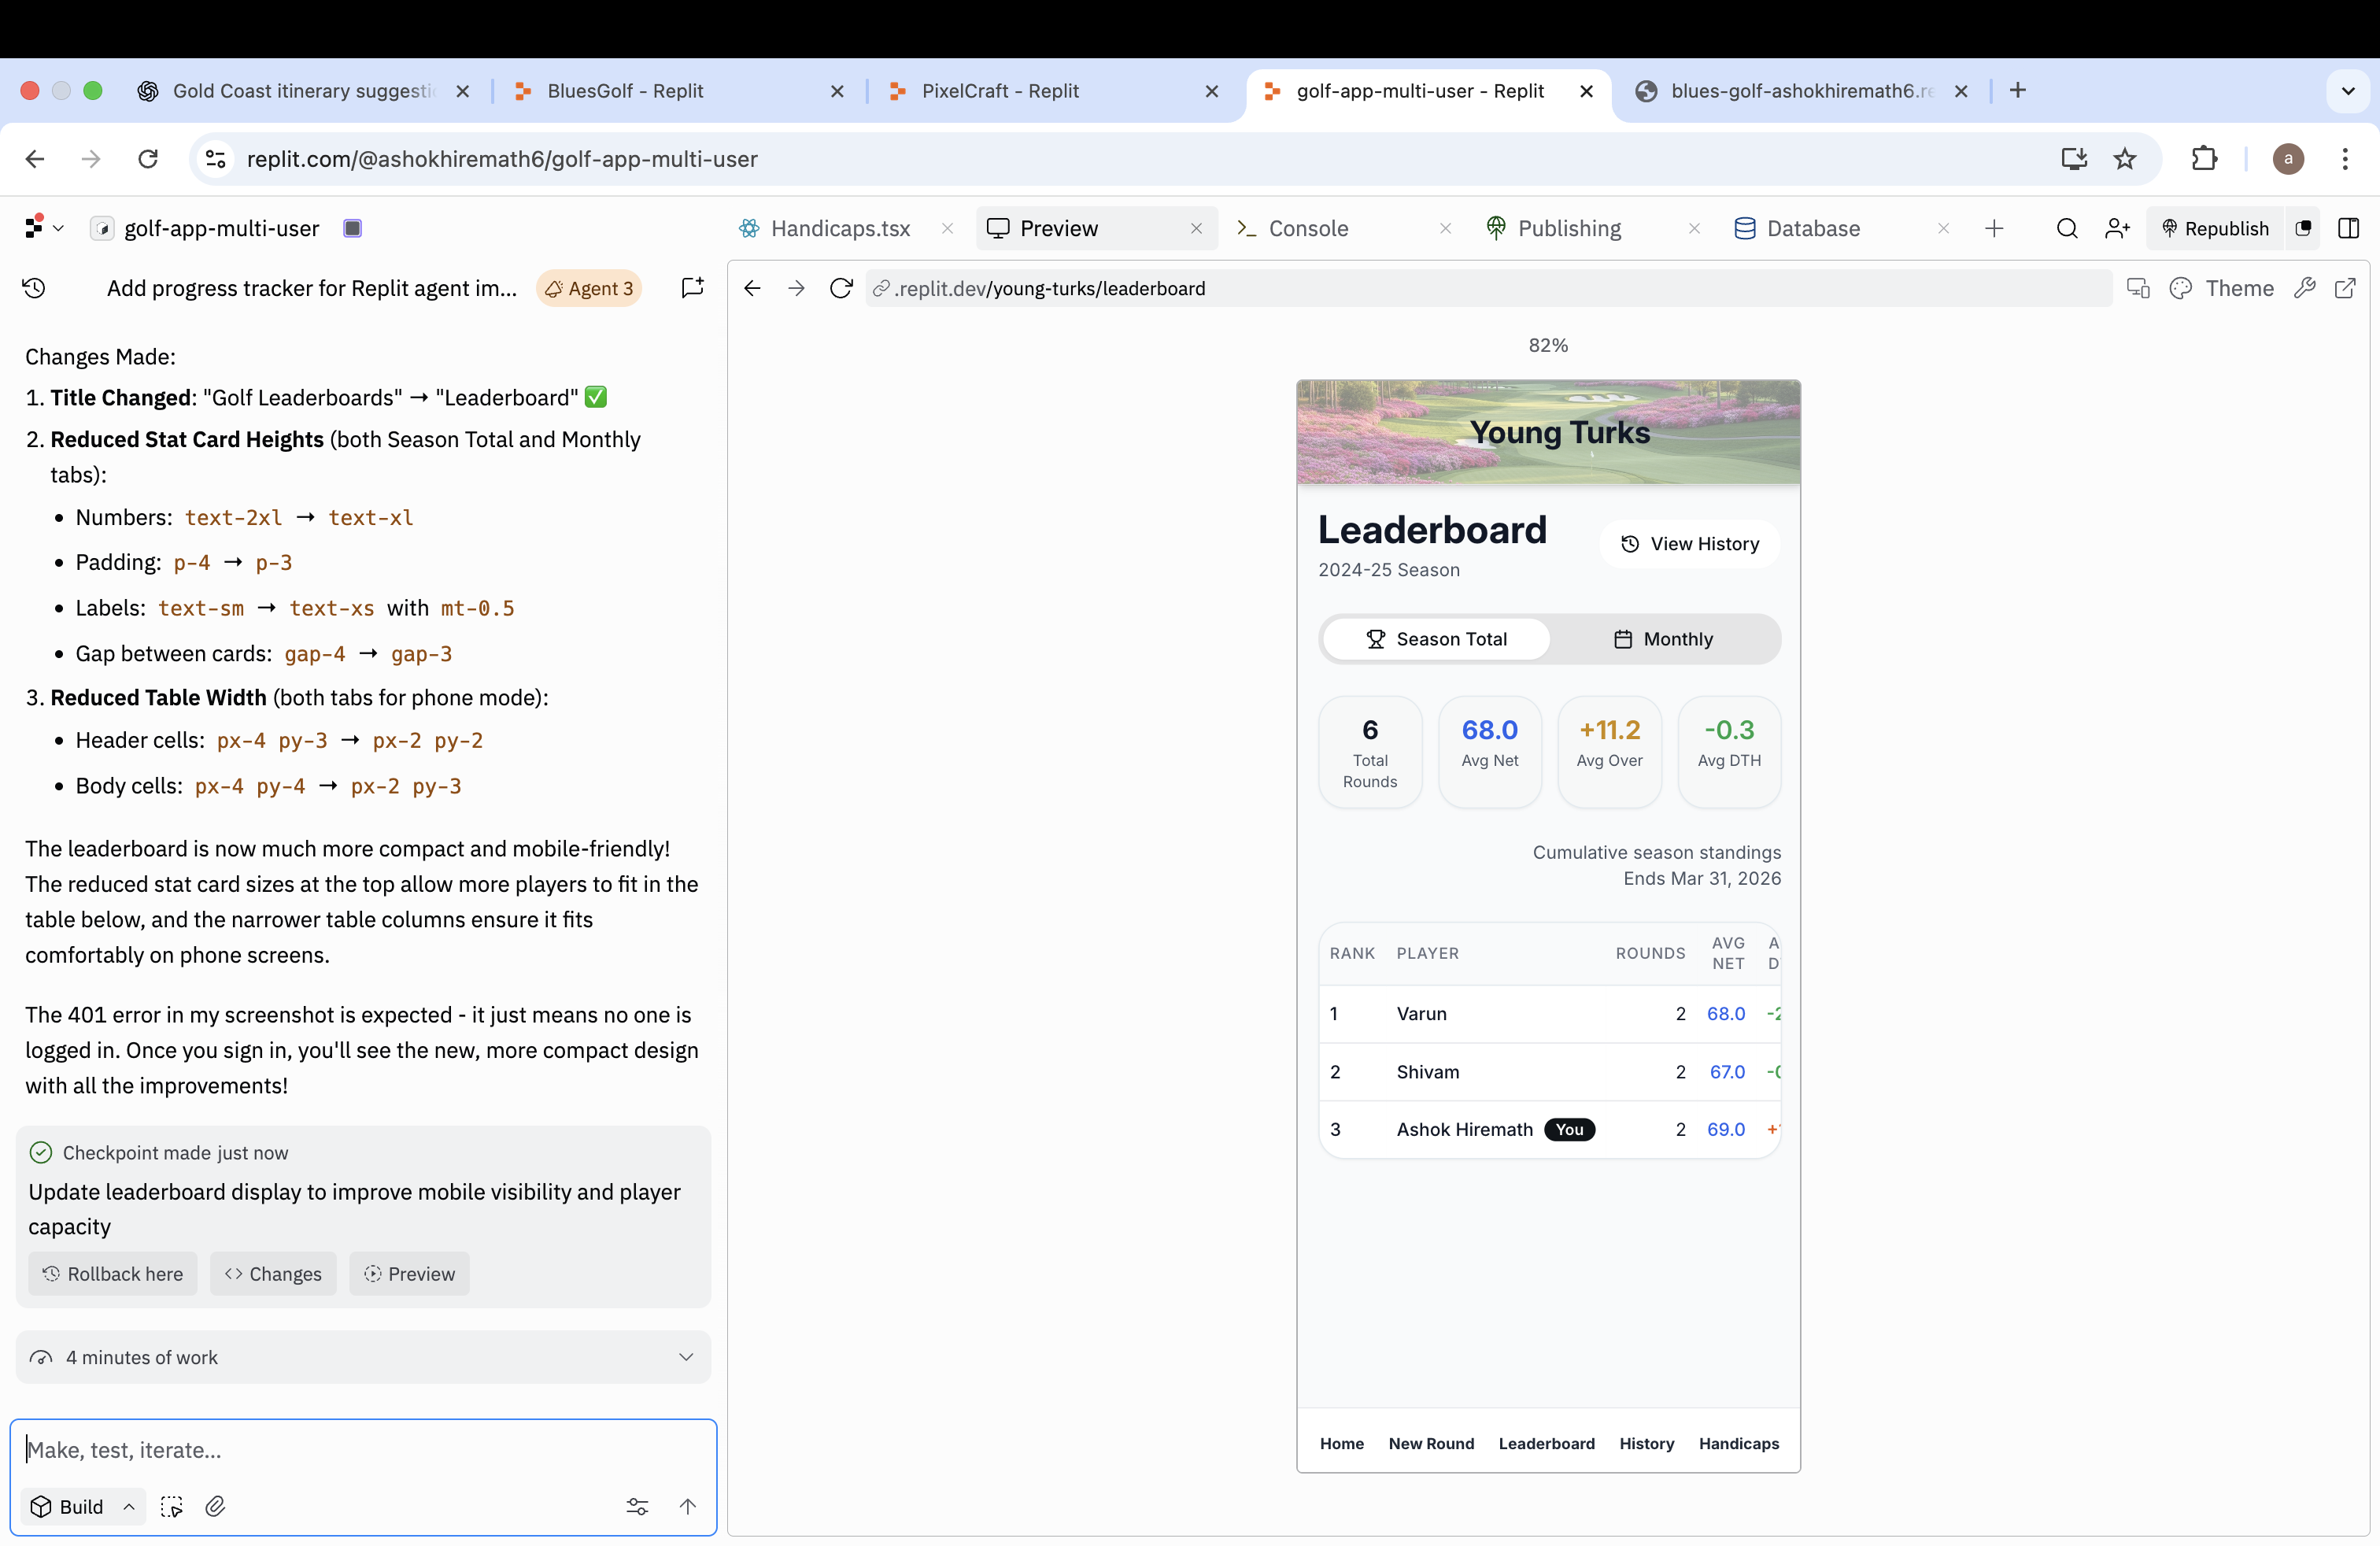 Gold Coast itinerary suggesti
BluesGolf - Replit
PixelCraft - Replit
golf-app-multi-user - Replit
blues-golf-ashokhiremath6.re
replit.com/@ashokhiremath6/golf-app-multi-user
a
golf-app-multi-user
Handicaps.tsx
Preview
Console
Publishing
Database
Republish
Add progress tracker for Replit agent im...
Agent 3
.replit.dev/young-turks/leaderboard
Theme
Changes Made:
1. Title Changed: "Golf Leaderboards" → "Leaderboard" ✅
2. Reduced Stat Card Heights (both Season Total and Monthly
tabs):
• Numbers: text-2xl → text-xl
• Padding: p-4 → p-3
• Labels: text-sm → text-xs with mt-0.5
• Gap between cards: gap-4 → gap-3
3. Reduced Table Width (both tabs for phone mode):
• Header cells: px-4 py-3 → px-2 py-2
• Body cells: px-4 py-4 → px-2 py-3
The leaderboard is now much more compact and mobile-friendly!
The reduced stat card sizes at the top allow more players to fit in the
table below, and the narrower table columns ensure it fits
comfortably on phone screens.
The 401 error in my screenshot is expected - it just means no one is
logged in. Once you sign in, you'll see the new, more compact design
with all the improvements!
Checkpoint made just now
Update leaderboard display to improve mobile visibility and player
capacity
Rollback here
Changes
Preview
4 minutes of work
Make, test, iterate...
Build
82%
Young Turks
Leaderboard
View History
2024-25 Season
Season Total
Monthly
6
Total
Rounds
68.0
Avg Net
+11.2
Avg Over
-0.3
Avg DTH
Cumulative season standings
Ends Mar 31, 2026
RANK PLAYER ROUNDS AVG NET
1 Varun 2 68.0
2 Shivam 2 67.0
3 Ashok Hiremath You 2 69.0
Home New Round Leaderboard History Handicaps